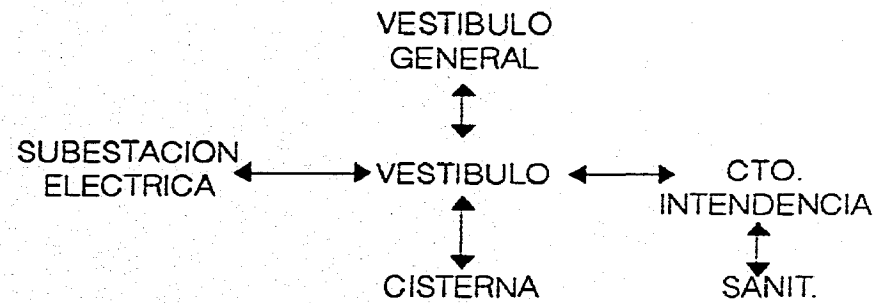 VESTIBULO
GENERAL
SUBESTACION
ELECTRICA
VESTIBULO
CTO.
INTENDENCIA
CISTERNA
SANIT.